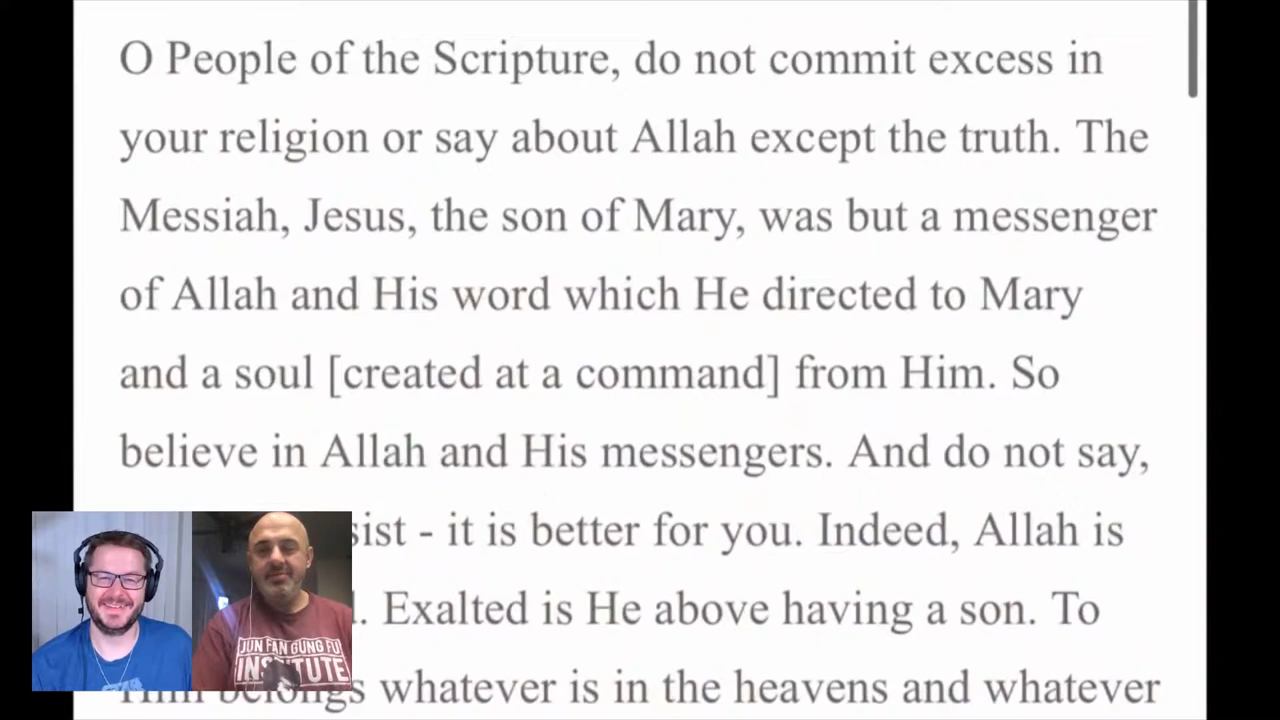 O People of the Scripture, do not commit excess in
your religion or say about Allah except the truth. The
Messiah, Jesus, the son of Mary, was but a messenger
of Allah and His word which He directed to Mary
and a soul [created at a command] from Him. So
believe in Allah and His messengers. And do not say,
sist - it is better for you. Indeed, Allah is
. Exalted is He above having a son. To
Him belongs whatever is in the heavens and whatever
JUN FAN GUNG FU
INSTITUTE